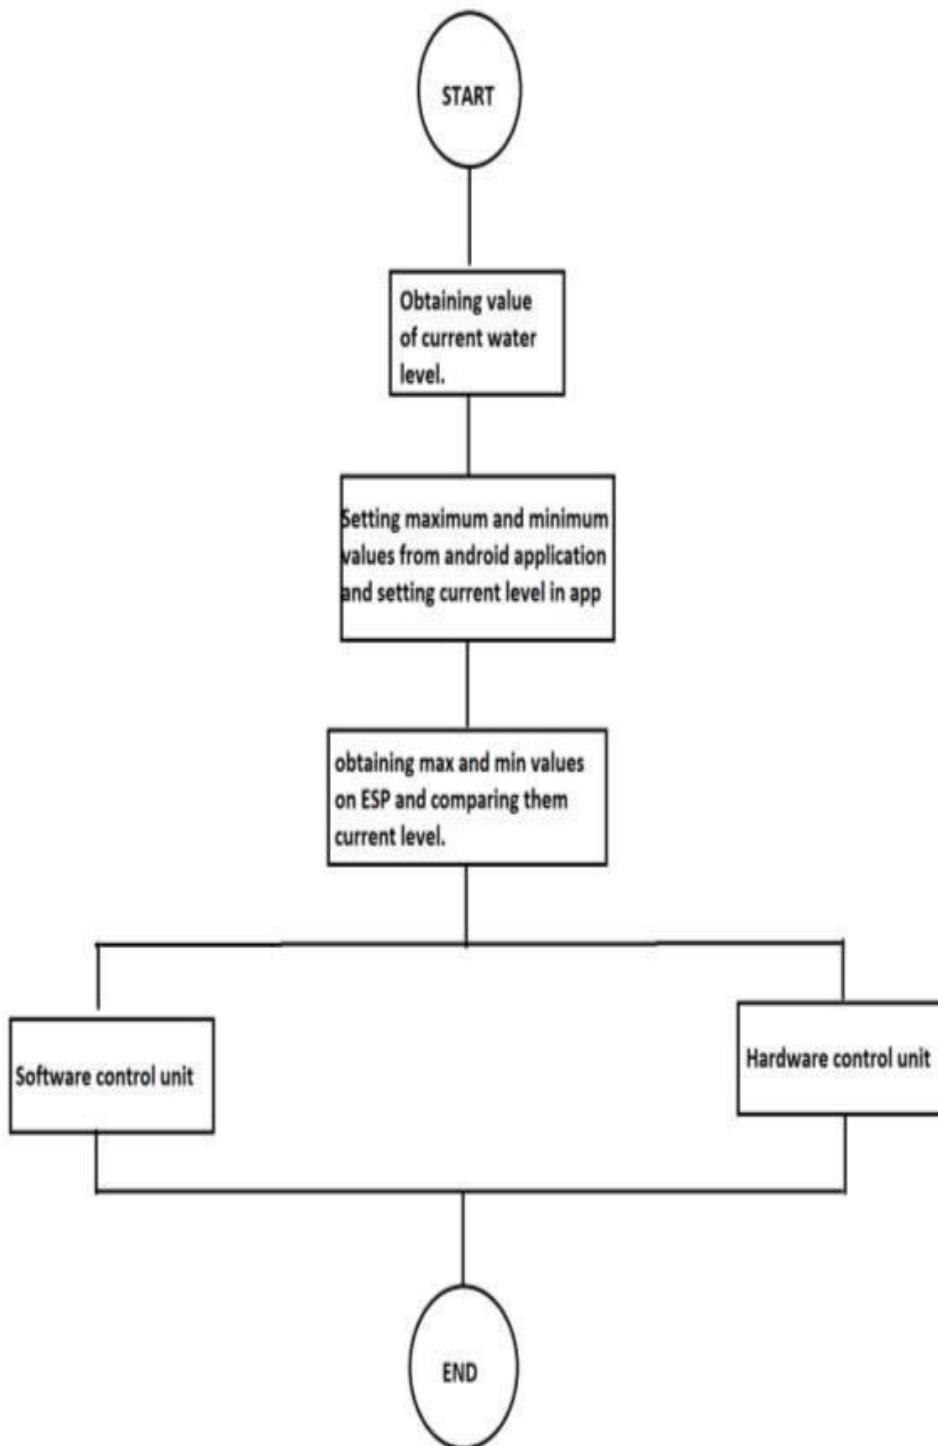 START
Obtaining value
of current water
level.
Setting maximum and minimum
values from android application
and setting current level in app
obtaining max and min values
on ESP and comparing them
current level.
Software control unit
Hardware control unit
END